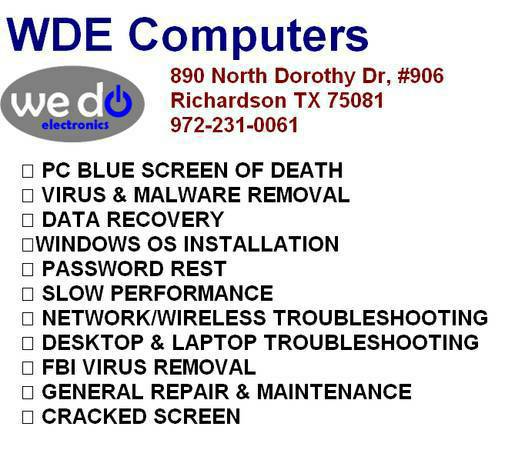 WDE Computers
we do
electronics
890 North Dorothy Dr, #906
Richardson TX 75081
972-231-0061
□ PC BLUE SCREEN OF DEATH
□ VIRUS & MALWARE REMOVAL
□ DATA RECOVERY
□WINDOWS OS INSTALLATION
□ PASSWORD REST
□ SLOW PERFORMANCE
□ NETWORK/WIRELESS TROUBLESHOOTING
□ DESKTOP & LAPTOP TROUBLESHOOTING
□ FBI VIRUS REMOVAL
□ GENERAL REPAIR & MAINTENANCE
□ CRACKED SCREEN